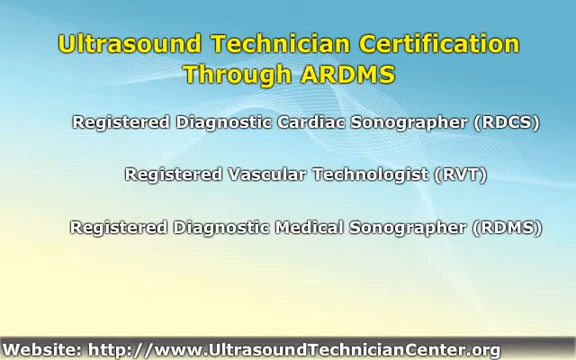 Ultrasound Technician Certification
Through ARDMS
Registered Diagnostic Cardiac Sonographer (RDCS)
Registered Vascular Technologist (RVT)
Registered Diagnostic Medical Sonographer (RDMS)
Website: http://www.UltrasoundTechnicianCenter.org